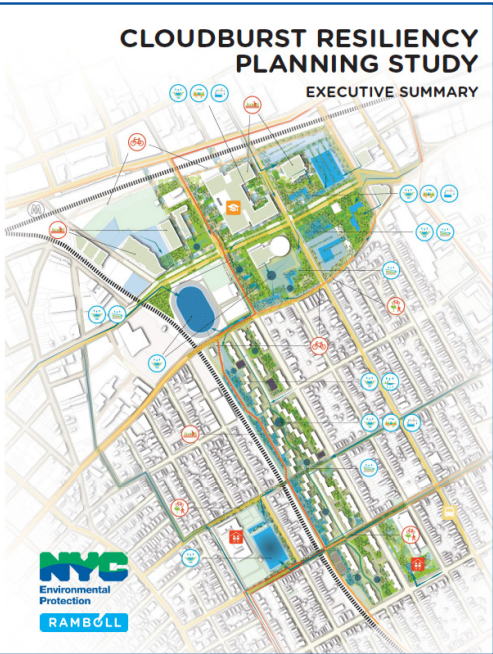 CLOUDBURST RESILIENCY
PLANNING STUDY
EXECUTIVE SUMMARY
NYC
Environmental
Protection
RAMBOLL